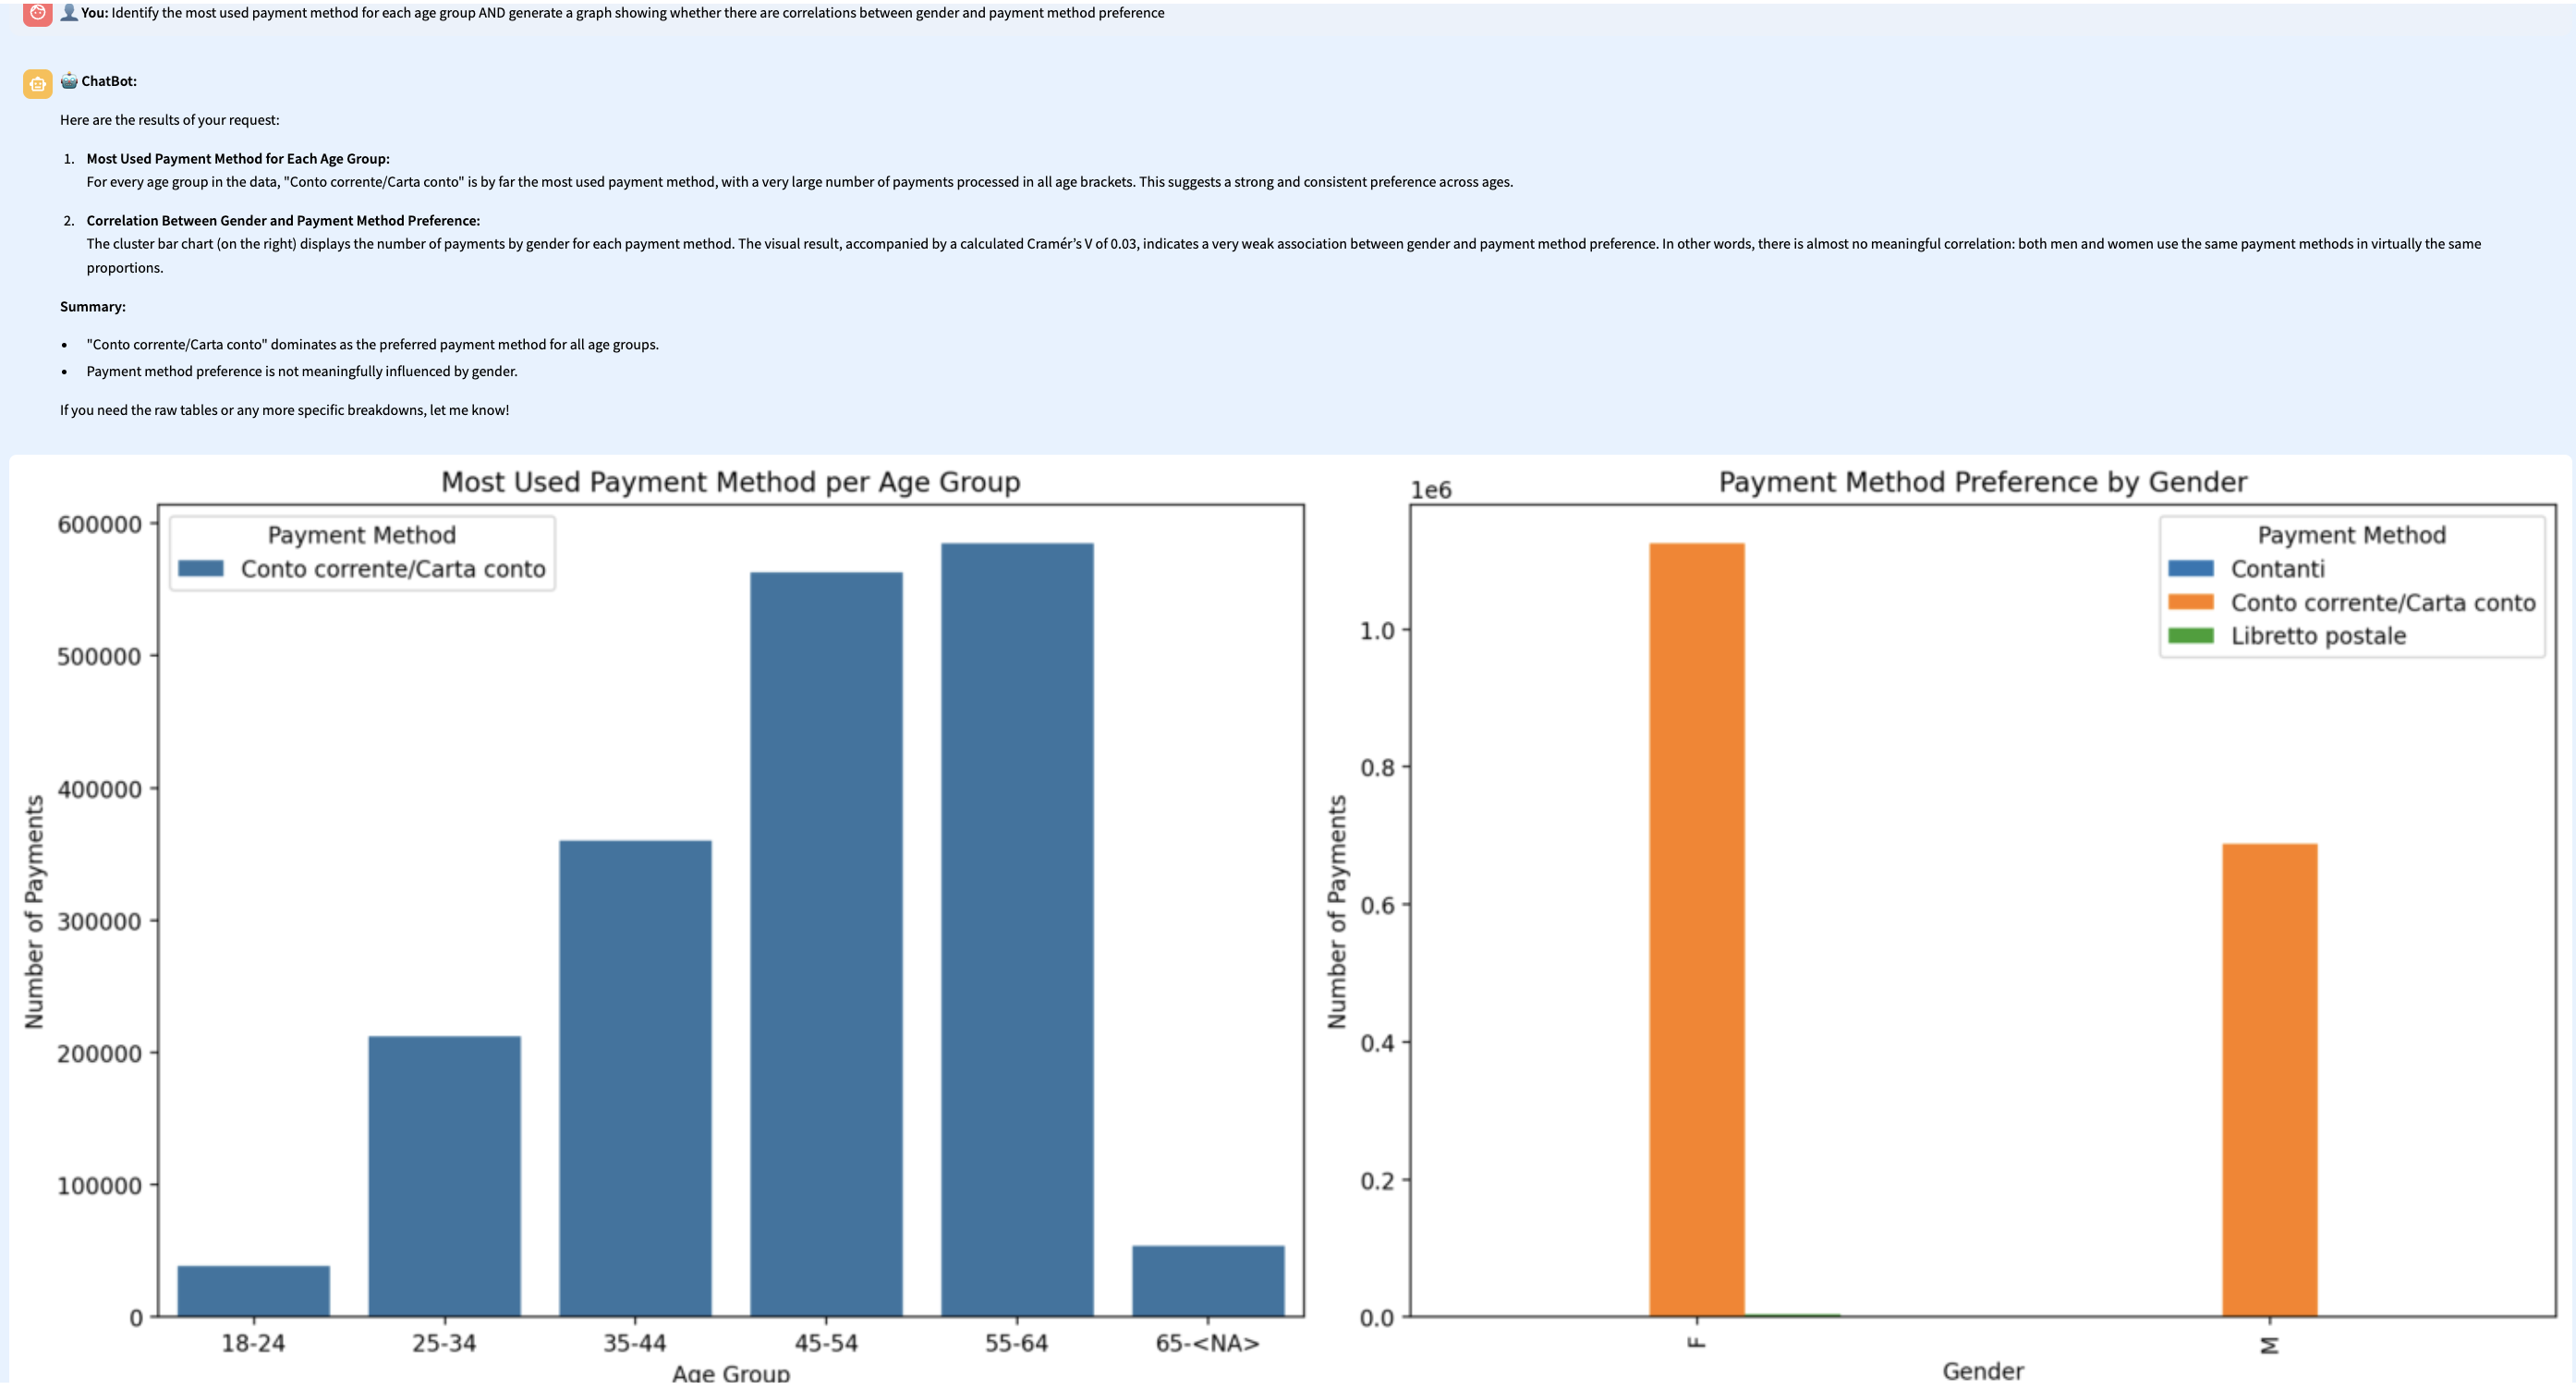 You: Identify the most used payment method for each age group AND generate a graph showing whether there are correlations between gender and payment method preference
ChatBot:
Here are the results of your request:
1. Most Used Payment Method for Each Age Group:
For every age group in the data, "Conto corrente/Carta conto" is by far the most used payment method, with a very large number of payments processed in all age brackets. This suggests a strong and consistent preference across ages.
2. Correlation Between Gender and Payment Method Preference:
The cluster bar chart (on the right) displays the number of payments by gender for each payment method. The visual result, accompanied by a calculated Cramér’s V of 0.03, indicates a very weak association between gender and payment method preference. In other words, there is almost no meaningful correlation: both men and women use the same payment methods in virtually the same
proportions.
Summary:
• "Conto corrente/Carta conto" dominates as the preferred payment method for all age groups.
• Payment method preference is not meaningfully influenced by gender.
If you need the raw tables or any more specific breakdowns, let me know!
Most Used Payment Method per Age Group
Payment Method
Conto corrente/Carta conto
600000
500000
400000
300000
200000
100000
0
Number of Payments
18-24 25-34 35-44 45-54 55-64 65-<NA>
Age Group
Payment Method Preference by Gender
1e6
Payment Method
Contanti
Conto corrente/Carta conto
Libretto postale
1.0
0.8
0.6
0.4
0.2
0.0
Number of Payments
F M
Gender